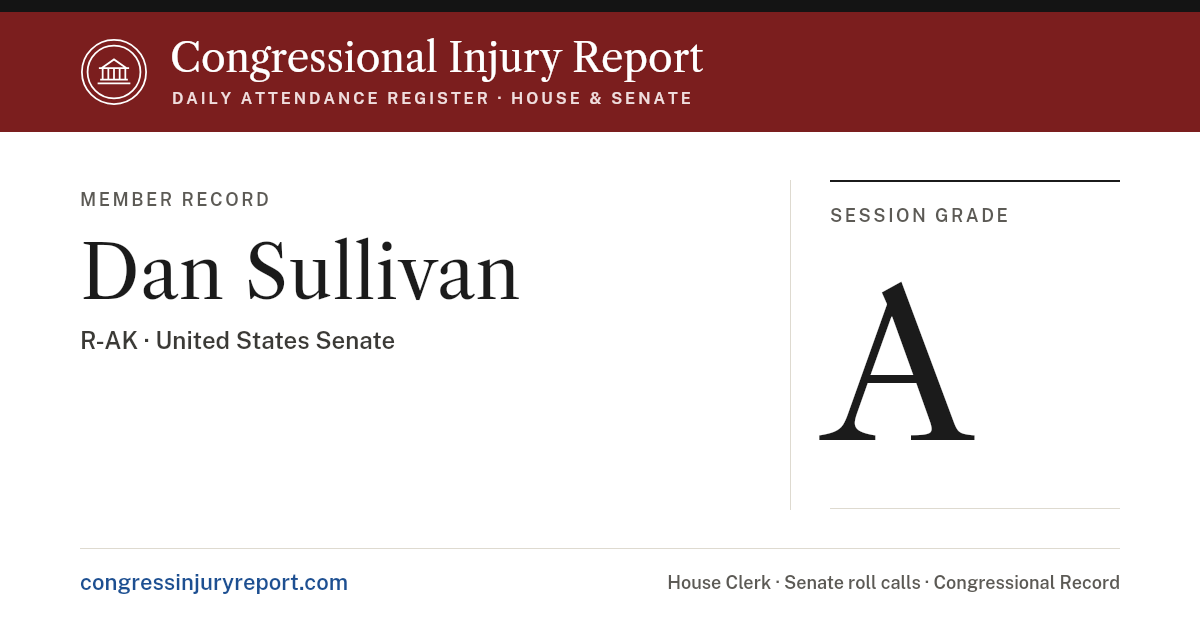 Congressional Injury Report
DAILY ATTENDANCE REGISTER · HOUSE & SENATE
MEMBER RECORD
Dan Sullivan
R-AK · United States Senate
SESSION GRADE
A
congressinjuryreport.com
House Clerk · Senate roll calls · Congressional Record